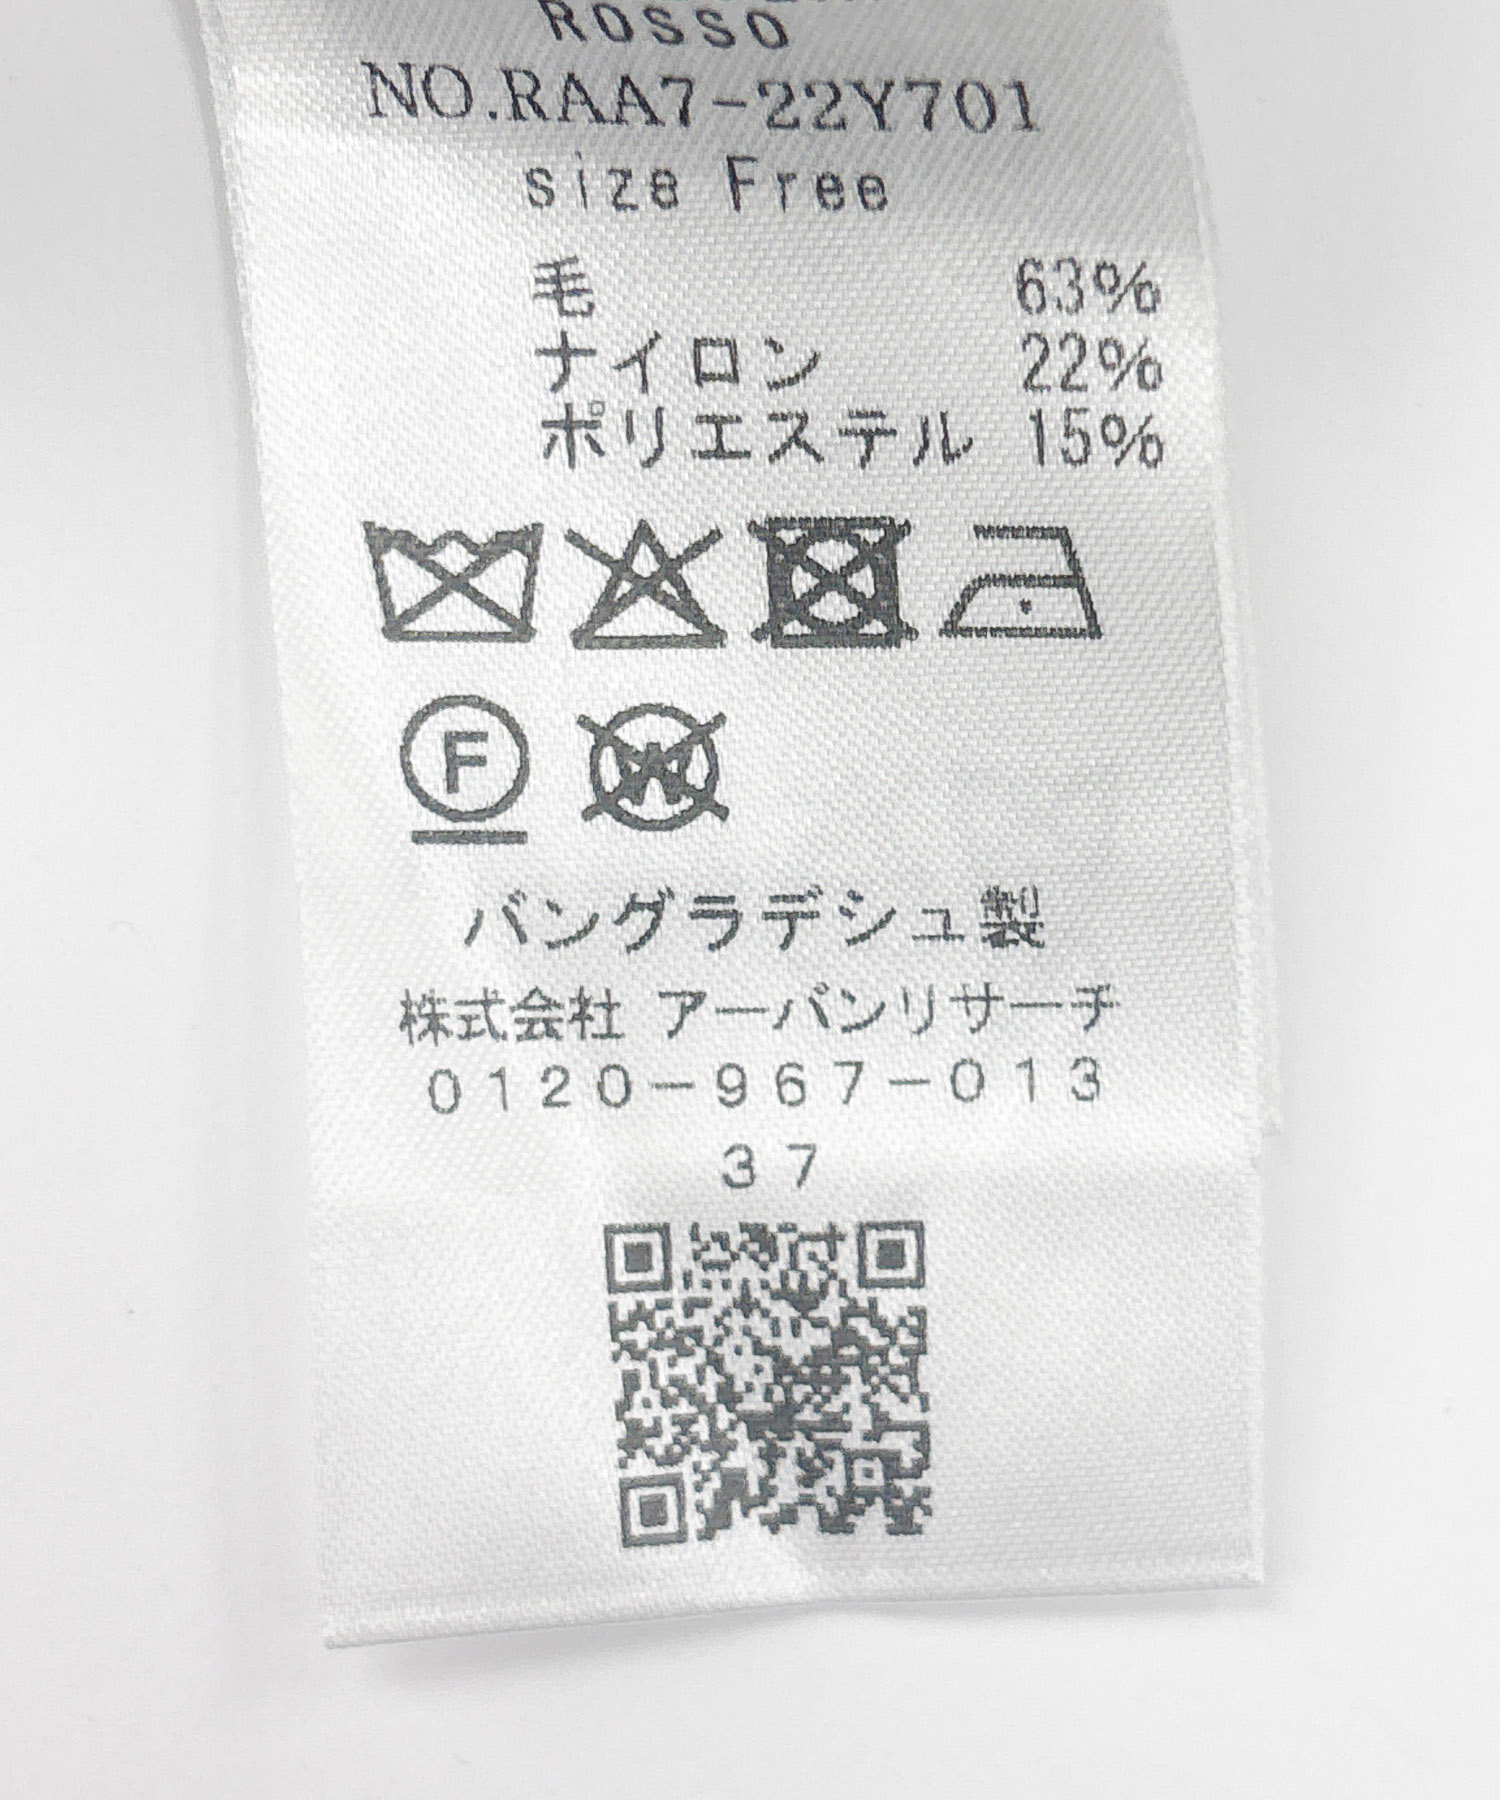 ROSSO
NO.RAA7-22Y701
size Free
毛 63%
ナイロン 22%
ポリエステル 15%
F
W
バングラデシュ製
株式会社 アーバンリサーチ
0120-967-013
37